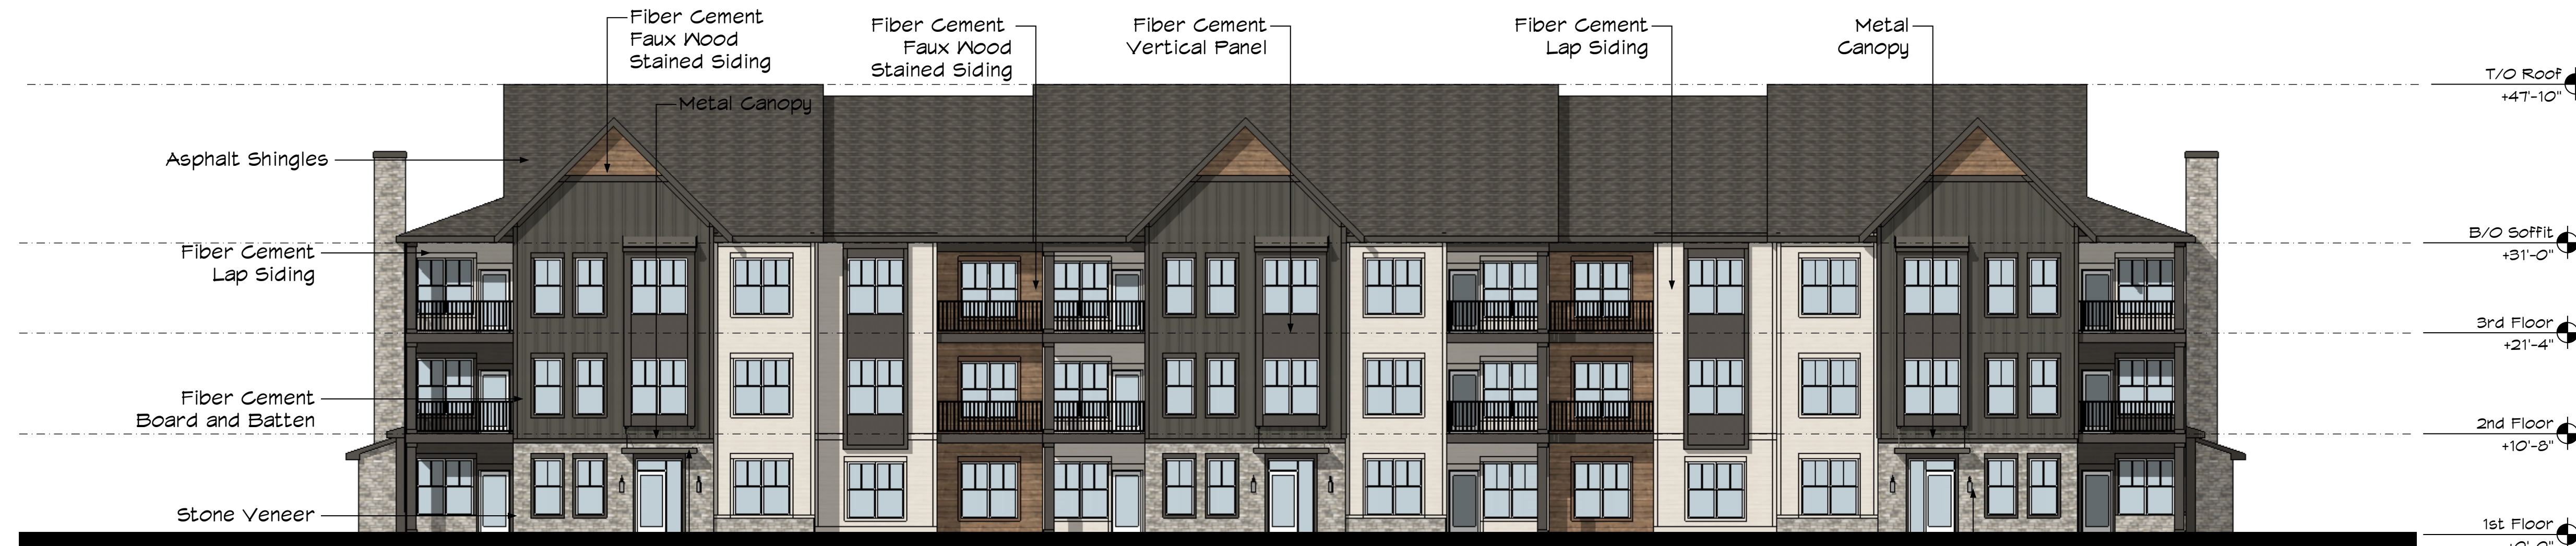 Fiber Cement
Faux Wood
Stained Siding
Fiber Cement
Faux Wood
Stained Siding
Fiber Cement
Vertical Panel
Fiber Cement
Lap Siding
Metal
Canopy
T/O Roof
+47'-10"
Metal Canopy
Asphalt Shingles
Fiber Cement
Lap Siding
B/O Soffit
+31'-0"
3rd Floor
+21'-4"
Fiber Cement
Board and Batten
2nd Floor
+10'-8"
Stone Veneer
1st Floor